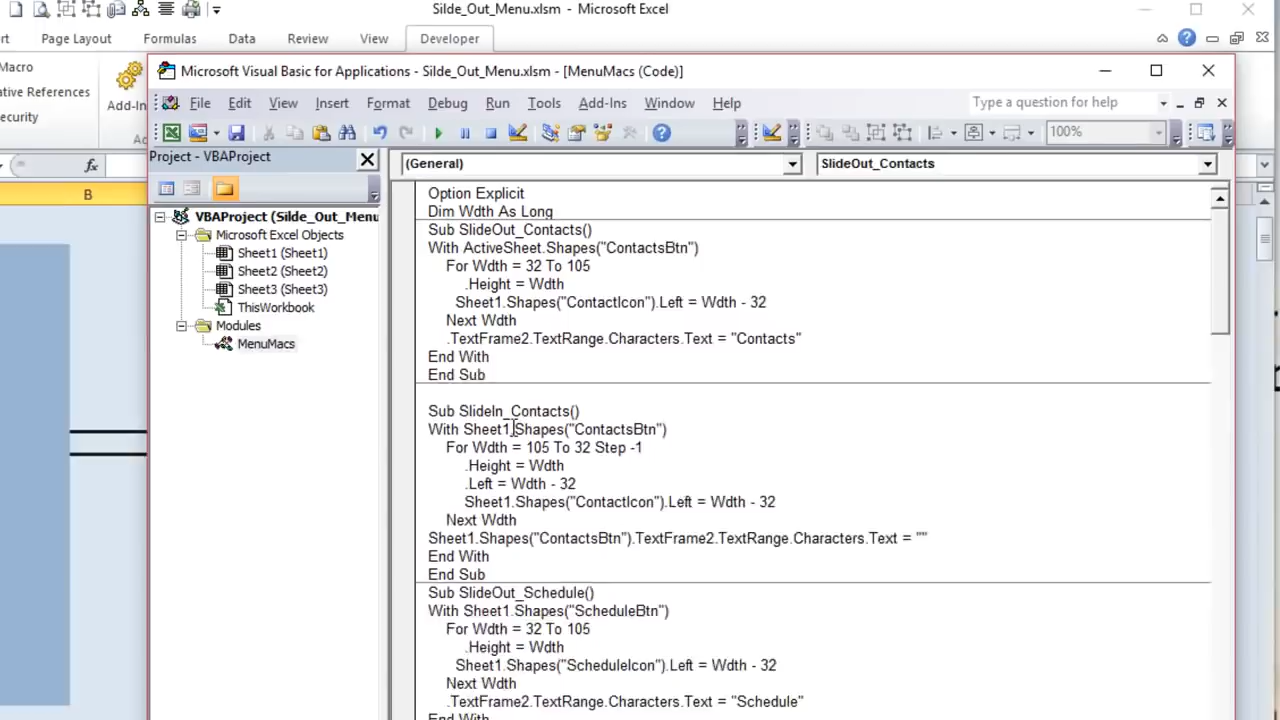 Silde_Out_Menu.xlsm - Microsoft Excel
Page Layout Formulas Data Review View Developer
Macro
ative References
ecurity
Add-In
Microsoft Visual Basic for Applications - Silde_Out_Menu.xlsm - [MenuMacs (Code)]
File Edit View Insert Format Debug Run Tools Add-Ins Window Help
Type a question for help
100%
fx
B
Project - VBAProject
VBAProject (Silde_Out_Menu
Microsoft Excel Objects
Sheet1 (Sheet1)
Sheet2 (Sheet2)
Sheet3 (Sheet3)
ThisWorkbook
Modules
MenuMacs
(General)
SlideOut_Contacts
Option Explicit
Dim Wdth As Long
Sub SlideOut_Contacts()
With ActiveSheet.Shapes("ContactsBtn")
For Wdth = 32 To 105
.Height = Wdth
Sheet1.Shapes("ContactIcon").Left = Wdth - 32
Next Wdth
.TextFrame2.TextRange.Characters.Text = "Contacts"
End With
End Sub
Sub SlideIn_Contacts()
With Sheet1.Shapes("ContactsBtn")
For Wdth = 105 To 32 Step -1
.Height = Wdth
.Left = Wdth - 32
Sheet1.Shapes("ContactIcon").Left = Wdth - 32
Next Wdth
Sheet1.Shapes("ContactsBtn").TextFrame2.TextRange.Characters.Text = ""
End With
End Sub
Sub SlideOut_Schedule()
With Sheet1.Shapes("ScheduleBtn")
For Wdth = 32 To 105
.Height = Wdth
Sheet1.Shapes("ScheduleIcon").Left = Wdth - 32
Next Wdth
.TextFrame2.TextRange.Characters.Text = "Schedule"
End With